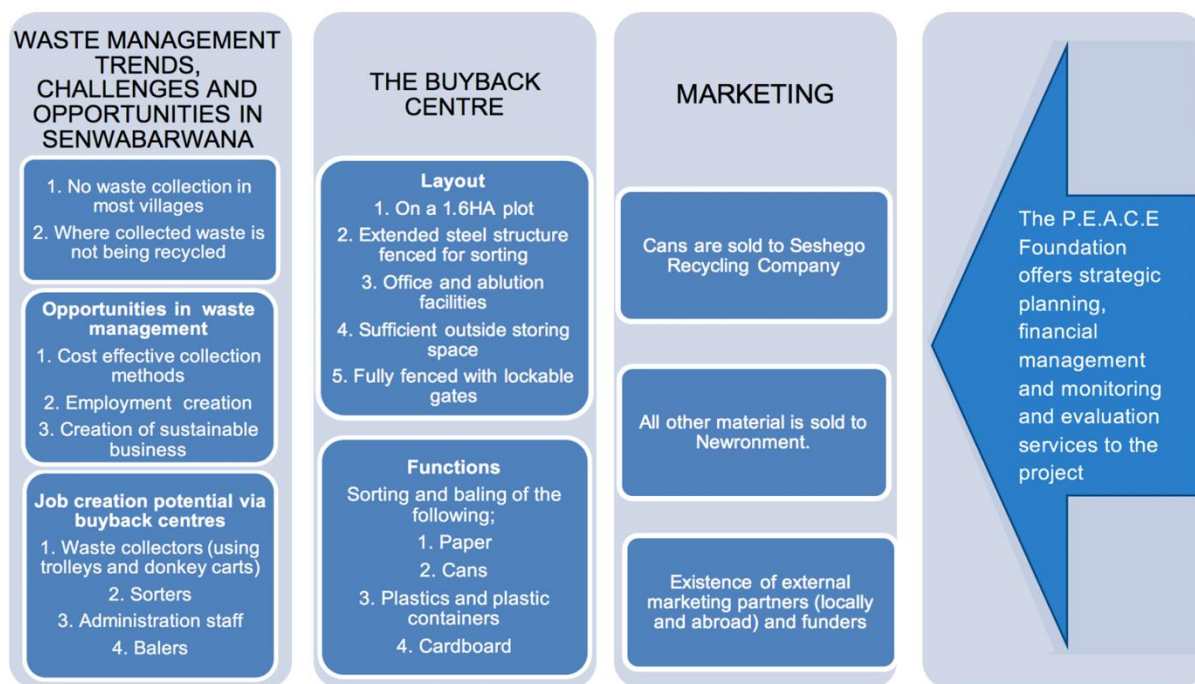 WASTE MANAGEMENT
TRENDS,
CHALLENGES AND
OPPORTUNITIES IN
SENWABARWANA
1. No waste collection in
most villages
2. Where collected waste is
not being recycled
Opportunities in waste
management
1. Cost effective collection
methods
2. Employment creation
3. Creation of sustainable
business
Job creation potential via
buyback centres
1. Waste collectors (using
trolleys and donkey carts)
2. Sorters
3. Administration staff
4. Balers
THE BUYBACK
CENTRE
Layout
1. On a 1.6HA plot
2. Extended steel structure
fenced for sorting
3. Office and ablution
facilities
4. Sufficient outside storing
space
5. Fully fenced with lockable
gates
Functions
Sorting and baling of the
following;
1. Paper
2. Cans
3. Plastics and plastic
containers
4. Cardboard
MARKETING
Cans are sold to Seshego
Recycling Company
All other material is sold to
Newronment.
Existence of external
marketing partners (locally
and abroad) and funders
The P.E.A.C.E
Foundation
offers strategic
planning,
financial
management
and monitoring
and evaluation
services to the
project